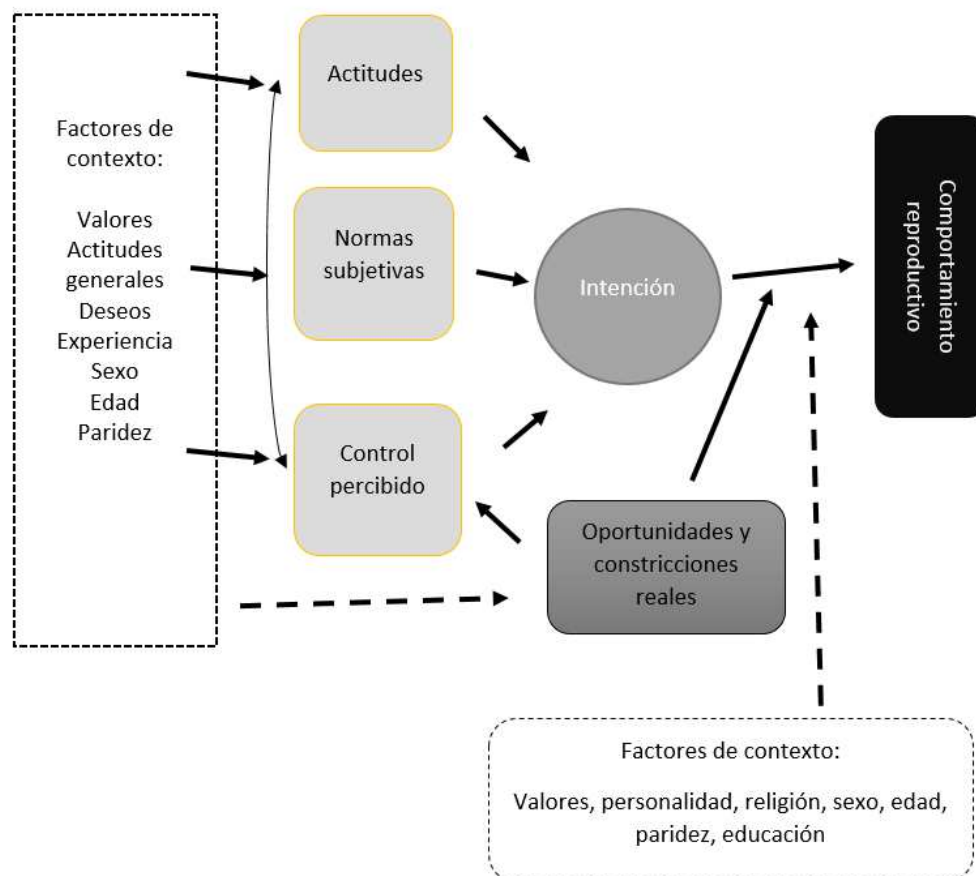 Factores de
contexto:
Valores
Actitudes
generales
Deseos
Experiencia
Sexo
Edad
Paridez
Actitudes
Normas
subjetivas
Control
percibido
Intención
Oportunidades y
constricciones
reales
Comportamiento
reproductivo
Factores de contexto:
Valores, personalidad, religión, sexo, edad,
paridez, educación